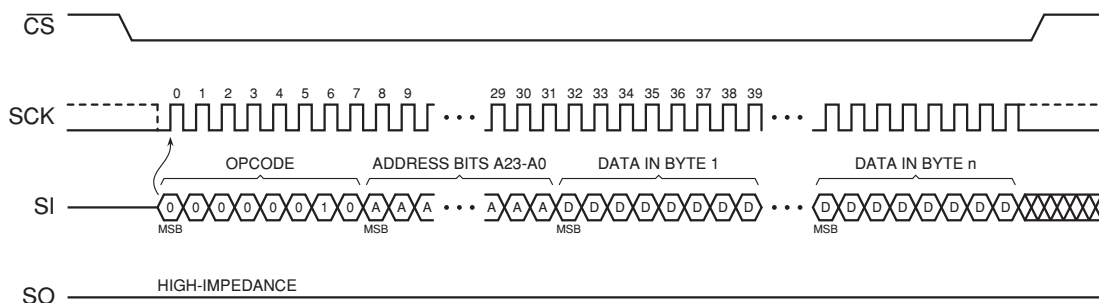 CS
SCK
0 1 2 3 4 5 6 7 8 9 29 30 31 32 33 34 35 36 37 38 39
OPCODE ADDRESS BITS A23-A0 DATA IN BYTE 1 DATA IN BYTE n
SI
0 0 0 0 0 0 1 0 A A A A A A D D D D D D D D D D D D D D D D
MSB MSB MSB MSB
SO
HIGH-IMPEDANCE